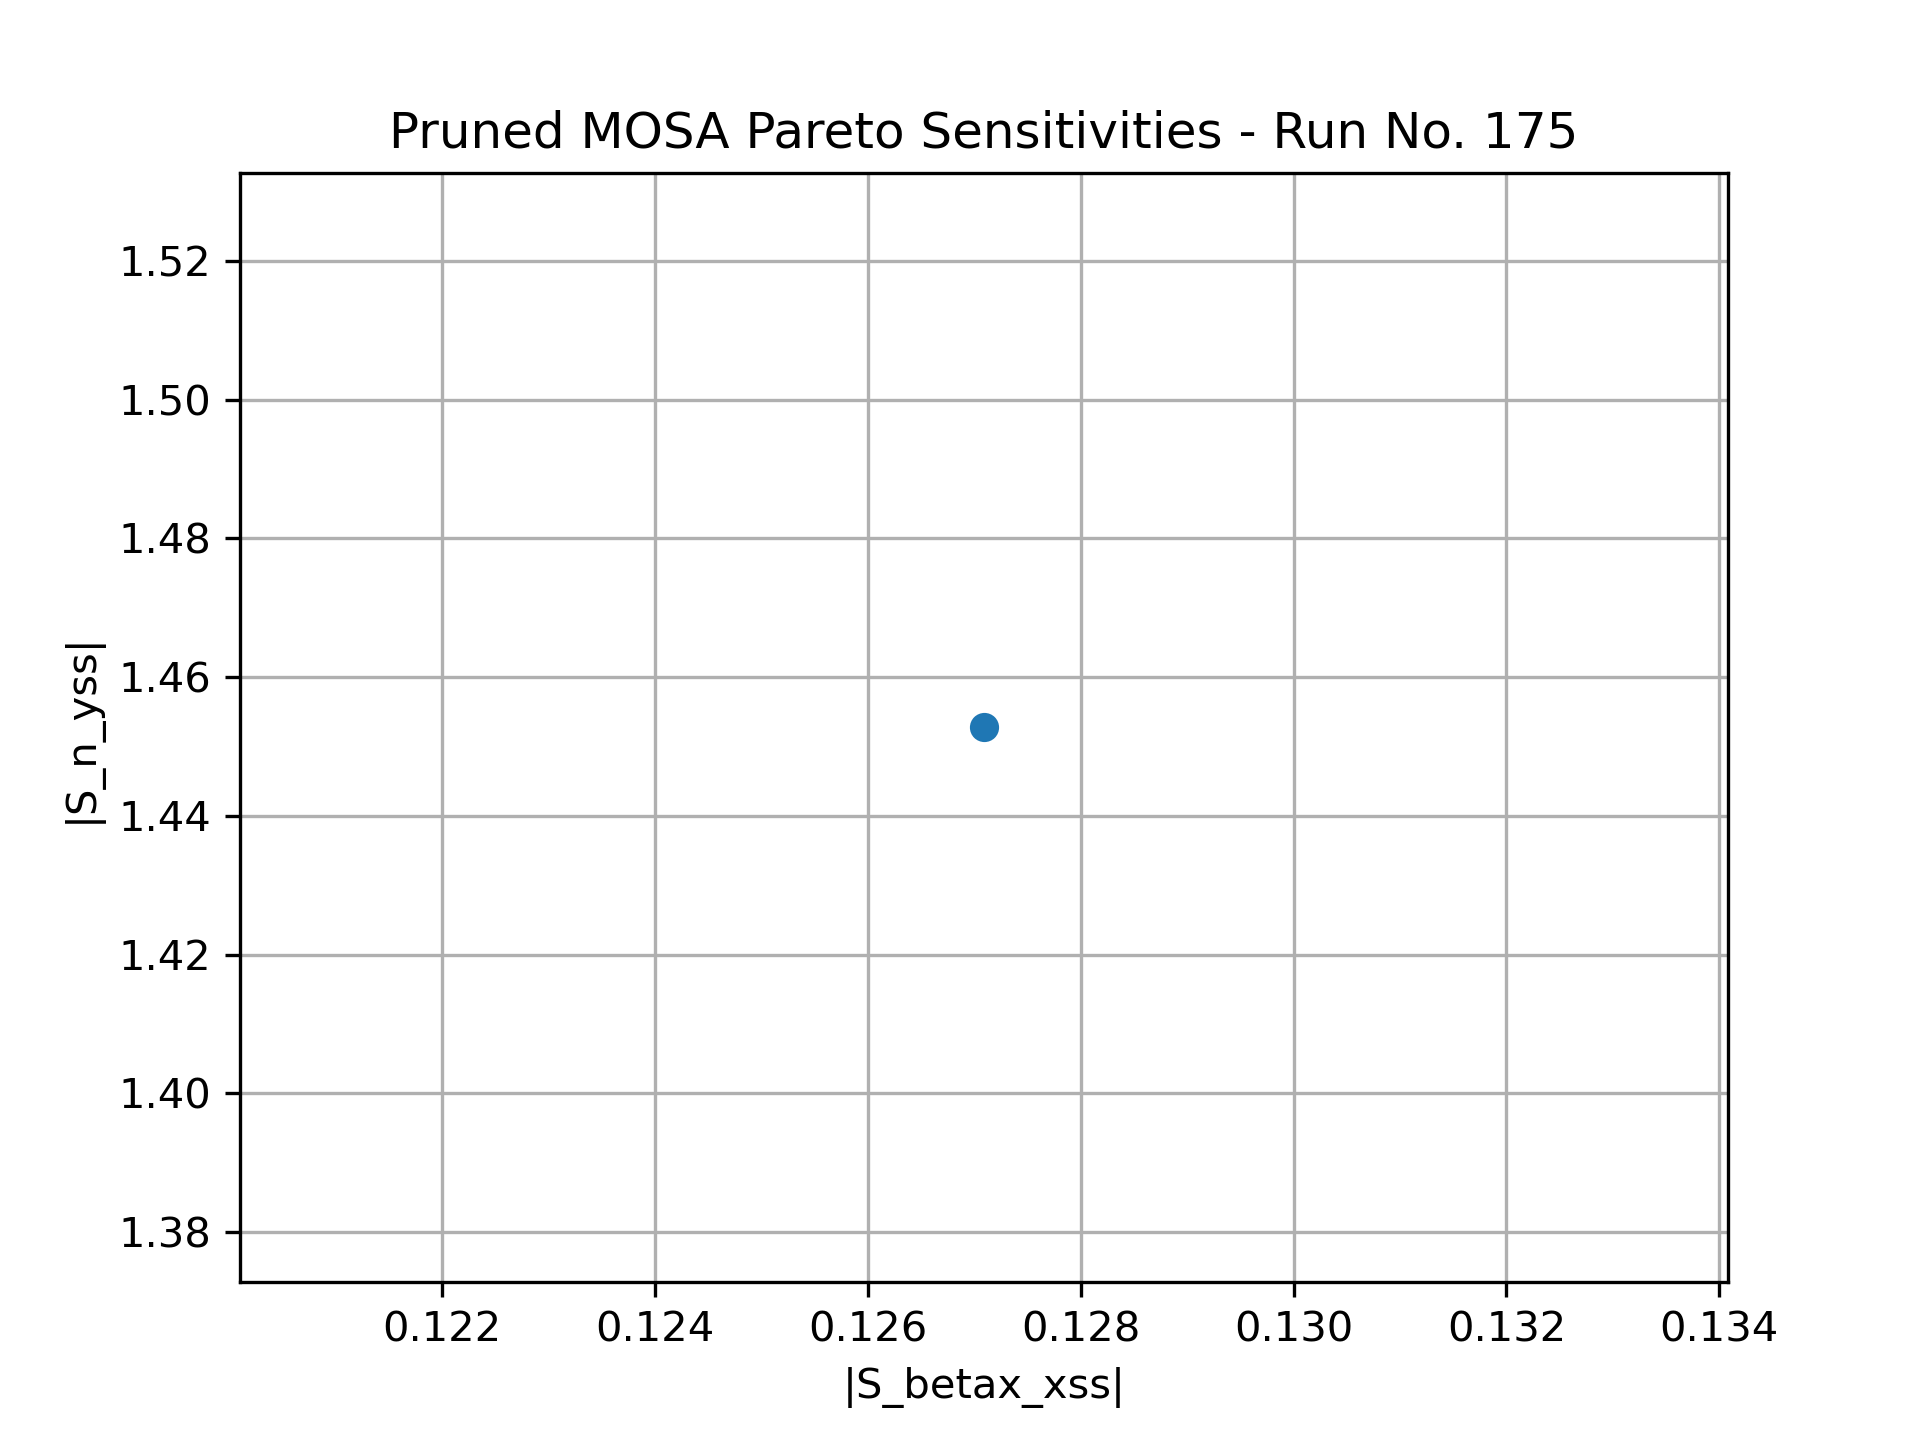 Pruned MOSA Pareto Sensitivities - Run No. 175
1.52
1.50
1.48
1.46
1.44
1.42
1.40
1.38
|S_n_yss|
0.122 0.124 0.126 0.128 0.130 0.132 0.134
|S_betax_xss|